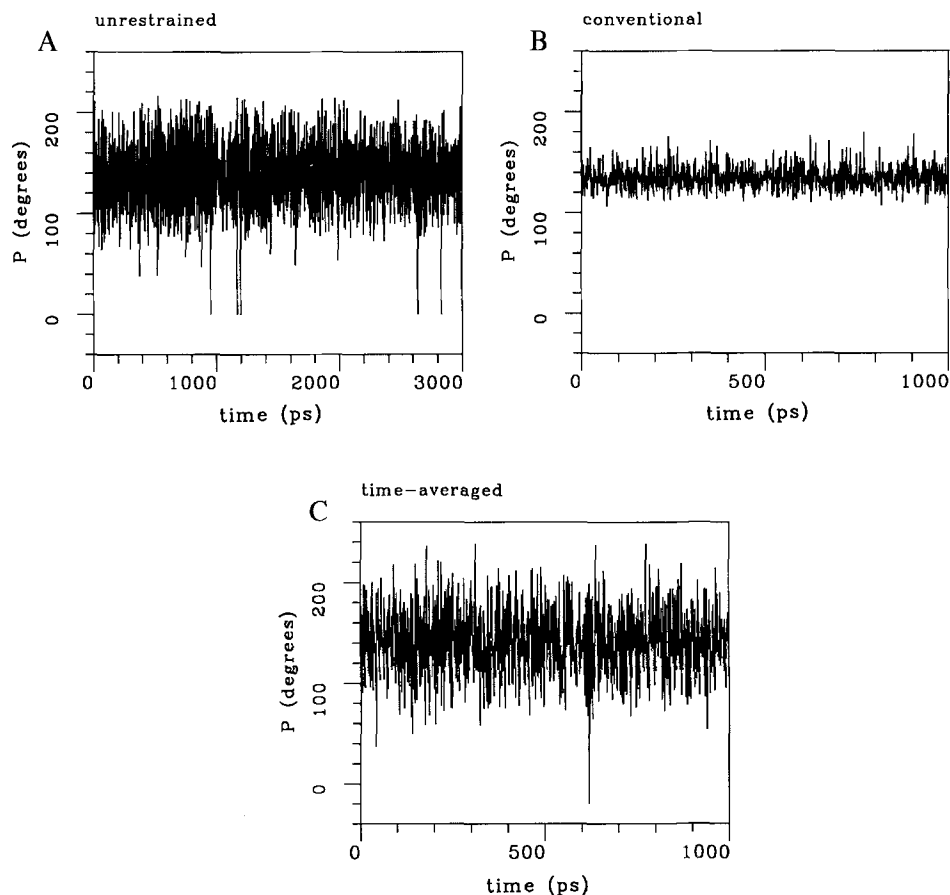 unrestrained
A
P (degrees)
200
100
0
0 1000 2000 3000
time (ps)
conventional
B
P (degrees)
200
100
0
0 500 1000
time (ps)
time-averaged
C
P (degrees)
200
100
0
0 500 1000
time (ps)